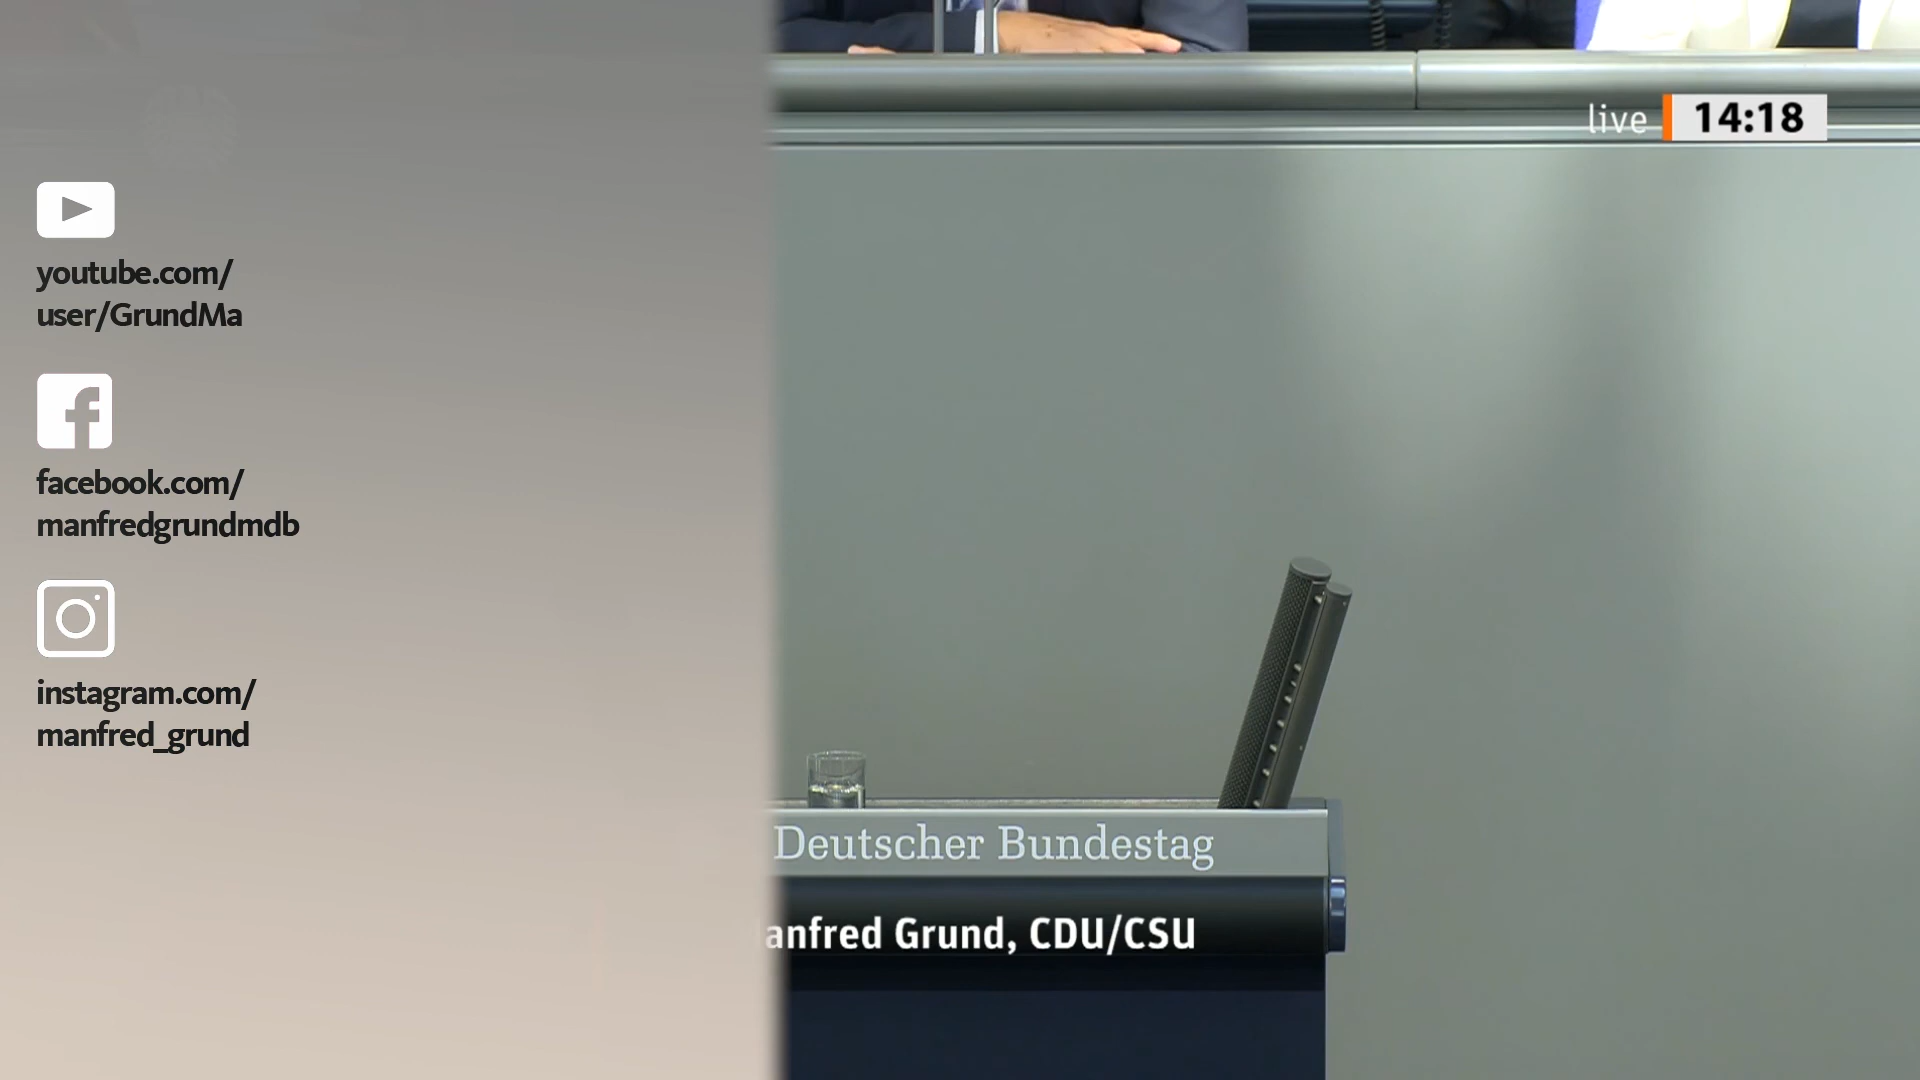 youtube.com/
user/GrundMa
facebook.com/
manfredgrundmdb
instagram.com/
manfred_grund
live 14:18
Deutscher Bundestag
anfred Grund, CDU/CSU